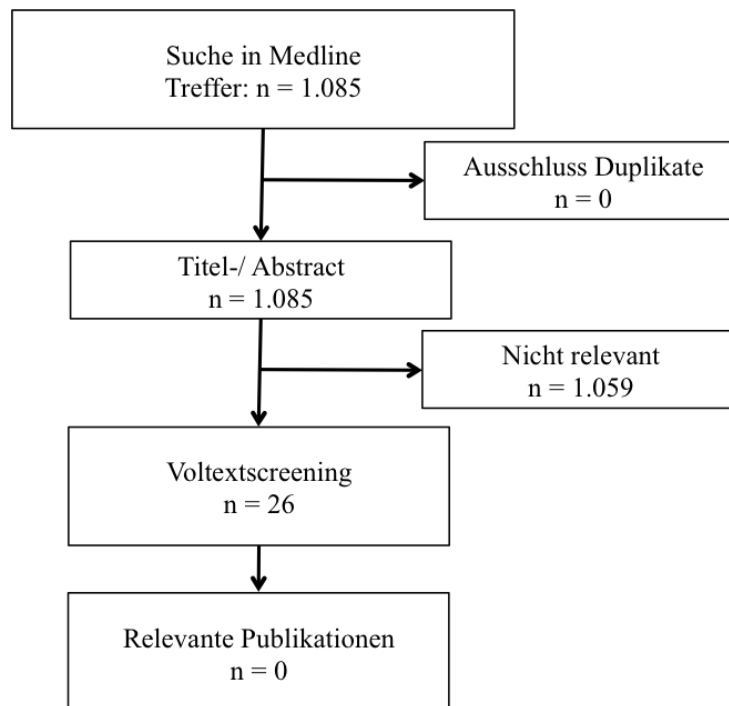 Suche in Medline
Treffer: n = 1.085
Ausschluss Duplikate
n = 0
Titel-/ Abstract
n = 1.085
Nicht relevant
n = 1.059
Voltextscreening
n = 26
Relevante Publikationen
n = 0